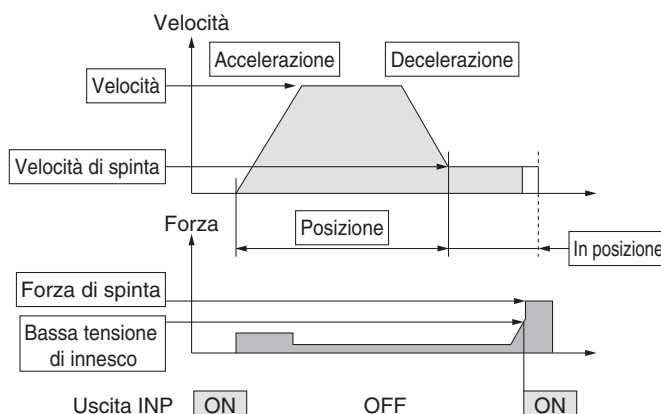 Velocità
Accelerazione
Decelerazione
Velocità
Velocità di spinta
Forza
Posizione
In posizione
Forza di spinta
Bassa tensione
di innesco
Uscita INP ON OFF ON